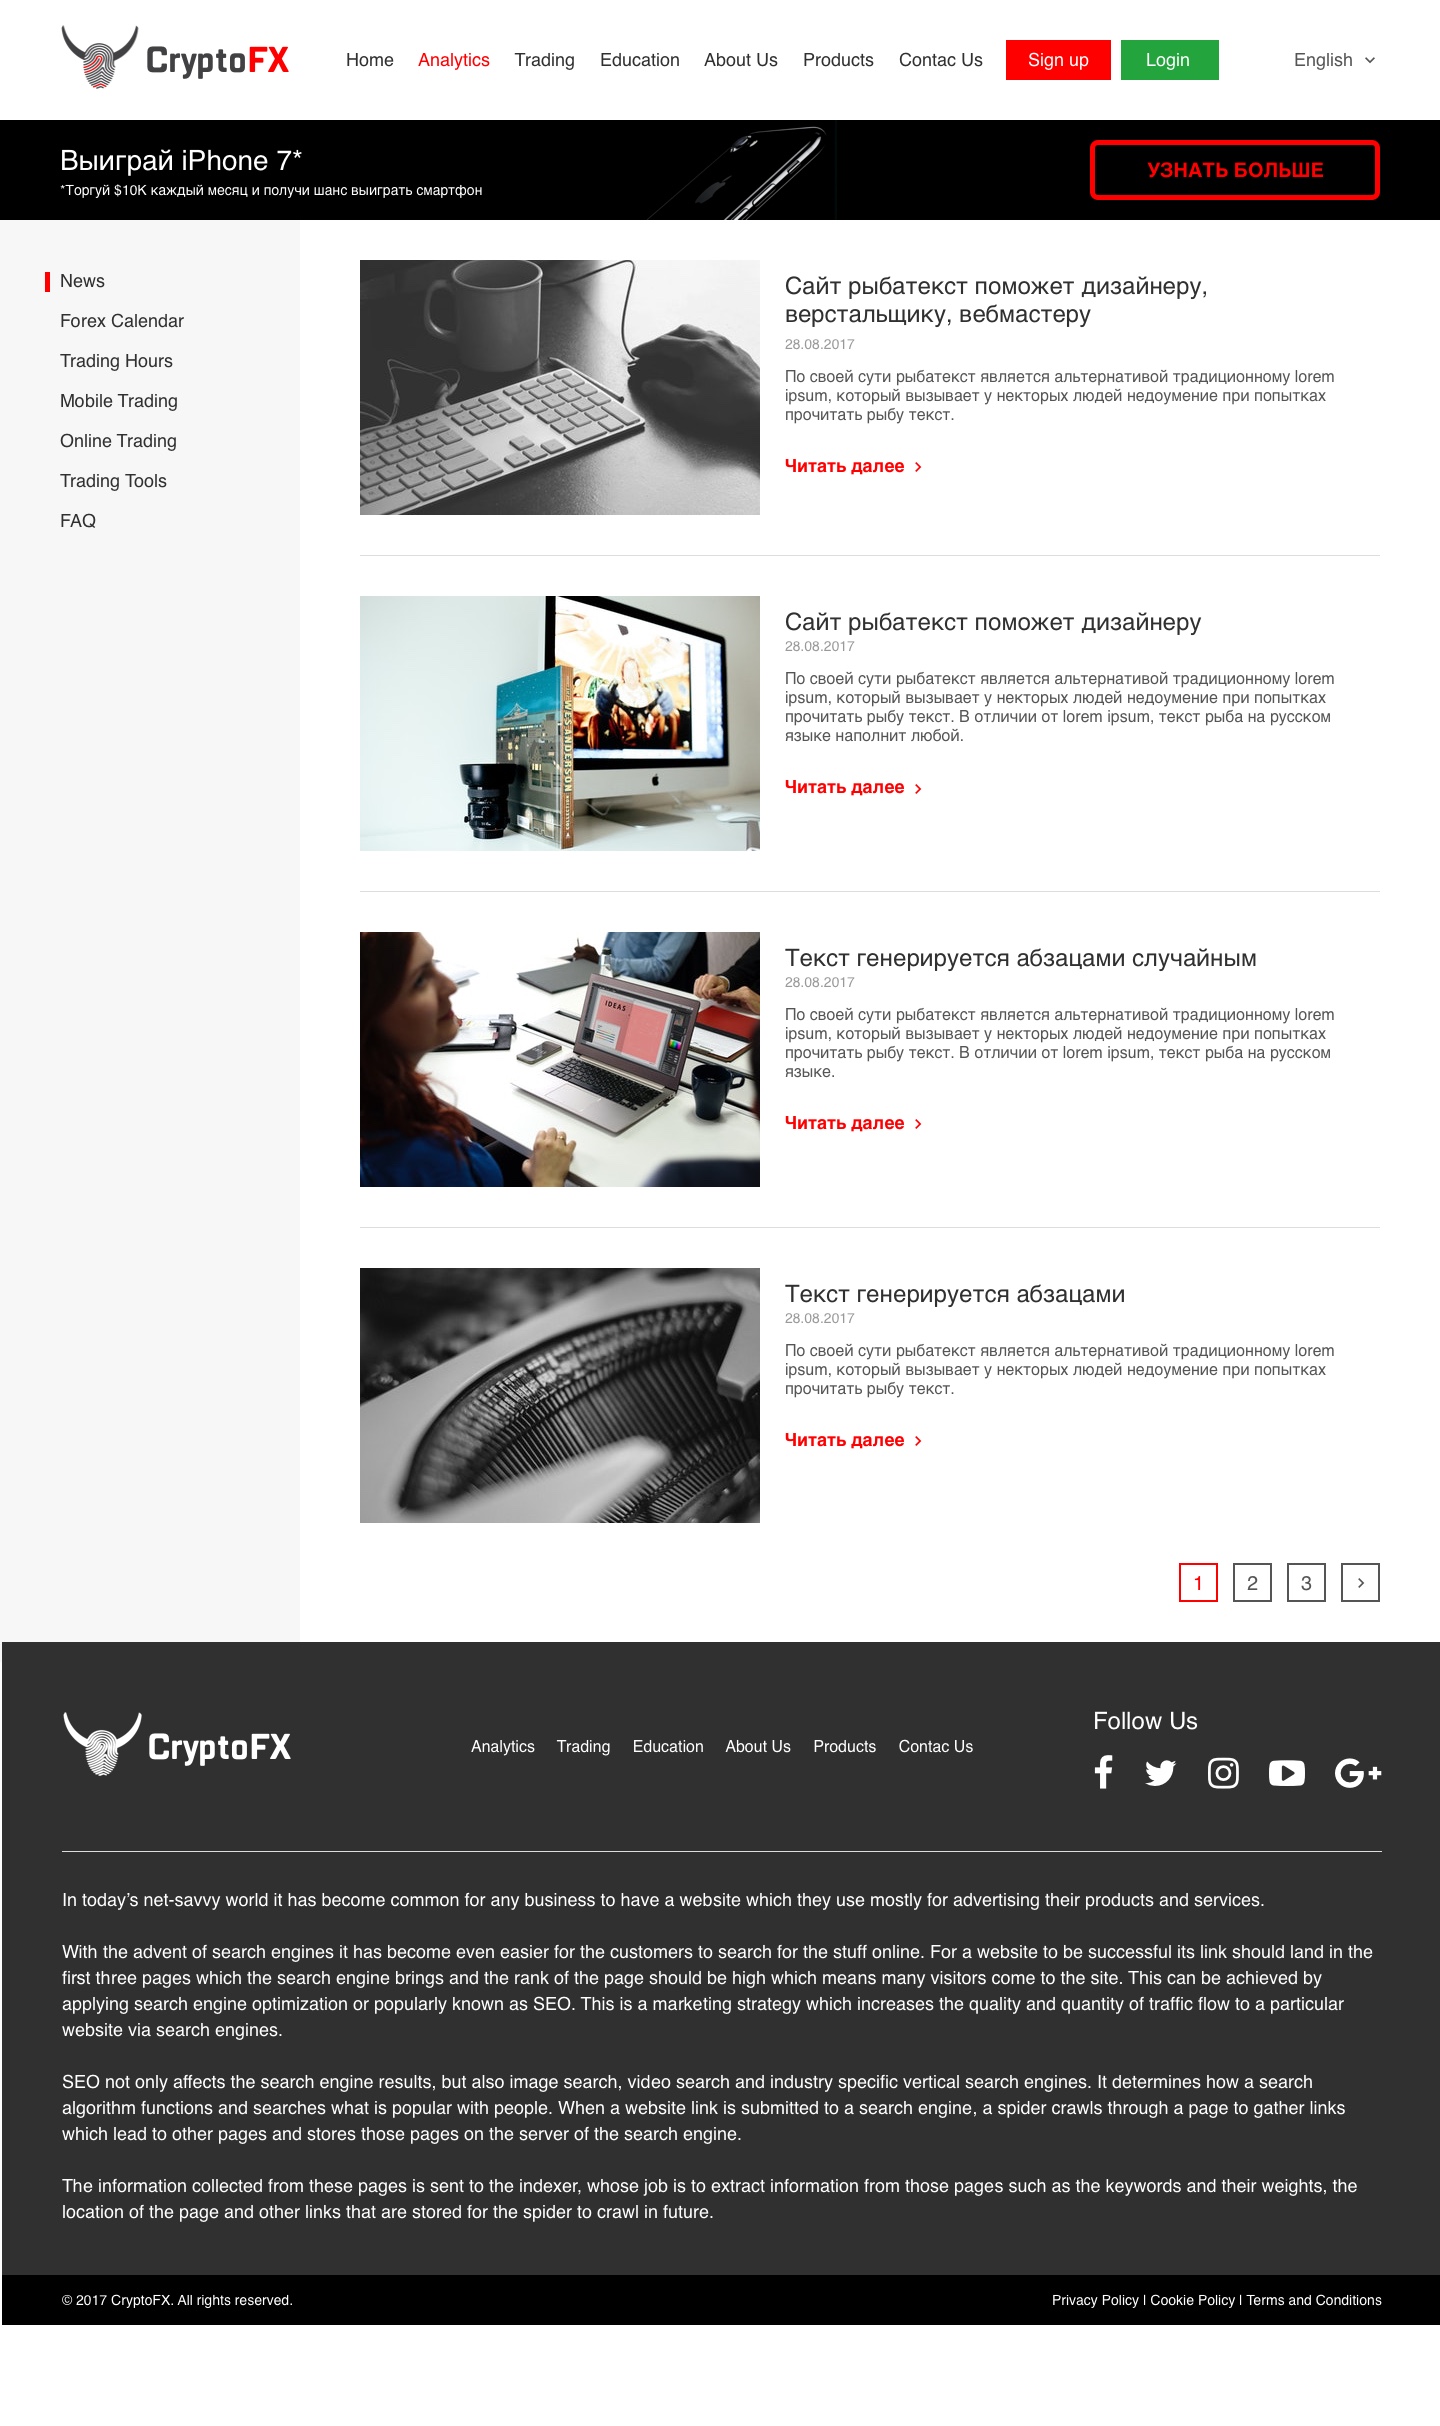 CryptoFX
Home Analytics Trading Education About Us Products Contac Us Sign up Login English
Выиграй iPhone 7*
*Торгуй $10K каждый месяц и получи шанс выиграть смартфон
УЗНАТЬ БОЛЬШЕ
News
Forex Calendar
Trading Hours
Mobile Trading
Online Trading
Trading Tools
FAQ
Сайт рыбатекст поможет дизайнеру,
верстальщику, вебмастеру
28.08.2017
По своей сути рыбатекст является альтернативой традиционному lorem
ipsum, который вызывает у некторых людей недоумение при попытках
прочитать рыбу текст.
Читать далее
WES ANDERSON
COLLECTION
Сайт рыбатекст поможет дизайнеру
28.08.2017
По своей сути рыбатекст является альтернативой традиционному lorem
ipsum, который вызывает у некторых людей недоумение при попытках
прочитать рыбу текст. В отличии от lorem ipsum, текст рыба на русском
языке наполнит любой.
Читать далее
IDEAS
Текст генерируется абзацами случайным
28.08.2017
По своей сути рыбатекст является альтернативой традиционному lorem
ipsum, который вызывает у некторых людей недоумение при попытках
прочитать рыбу текст. В отличии от lorem ipsum, текст рыба на русском
языке.
Читать далее
Текст генерируется абзацами
28.08.2017
По своей сути рыбатекст является альтернативой традиционному lorem
ipsum, который вызывает у некторых людей недоумение при попытках
прочитать рыбу текст.
Читать далее
1 2 3
CryptoFX
Analytics Trading Education About Us Products Contac Us
Follow Us
In today’s net-savvy world it has become common for any business to have a website which they use mostly for advertising their products and services.
With the advent of search engines it has become even easier for the customers to search for the stuff online. For a website to be successful its link should land in the
first three pages which the search engine brings and the rank of the page should be high which means many visitors come to the site. This can be achieved by
applying search engine optimization or popularly known as SEO. This is a marketing strategy which increases the quality and quantity of traffic flow to a particular
website via search engines.
SEO not only affects the search engine results, but also image search, video search and industry specific vertical search engines. It determines how a search
algorithm functions and searches what is popular with people. When a website link is submitted to a search engine, a spider crawls through a page to gather links
which lead to other pages and stores those pages on the server of the search engine.
The information collected from these pages is sent to the indexer, whose job is to extract information from those pages such as the keywords and their weights, the
location of the page and other links that are stored for the spider to crawl in future.
© 2017 CryptoFX. All rights reserved.
Privacy Policy | Cookie Policy | Terms and Conditions